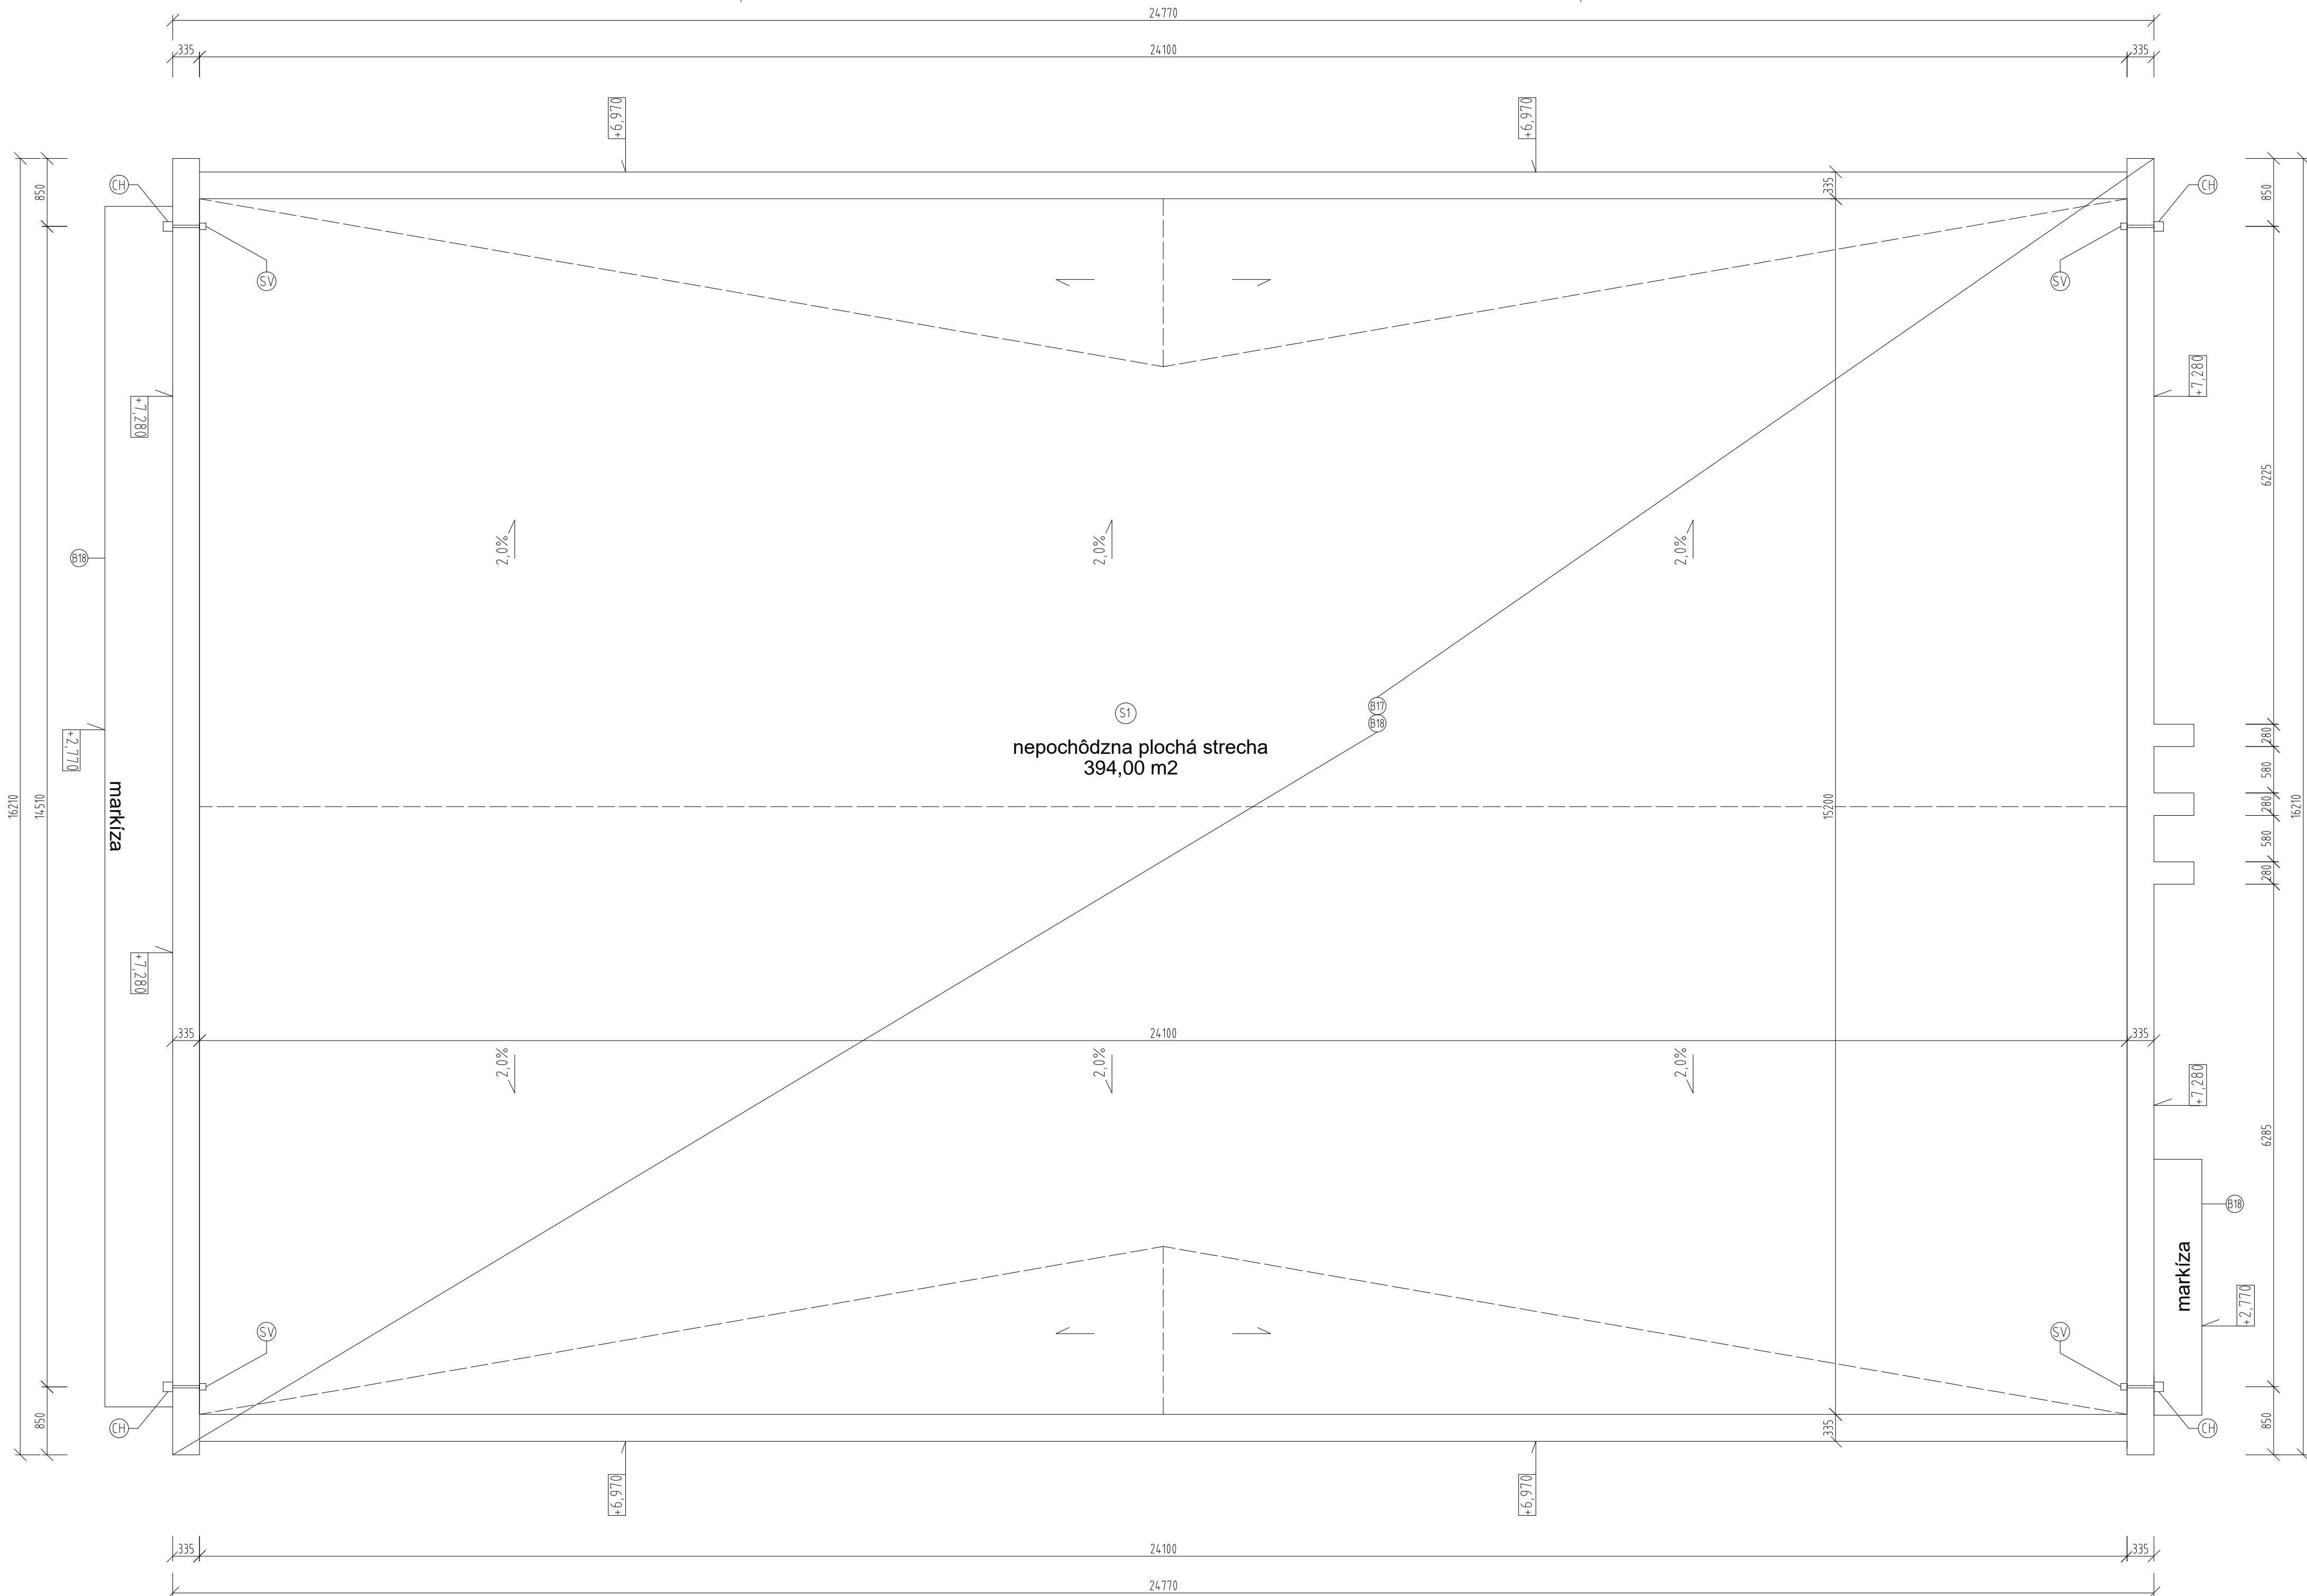 24770
335
24100
335
+6,970
+6,970
CH
CH
850
335
850
SV
SV
+7,280
+7,280
6225
B18
2,0%
2,0%
2,0%
S1
B17
B18
nepochôdzna plochá strecha
394,00 m2
+2,770
280
580
markíza
16210
14510
15200
280
16210
580
280
+7,280
335
24100
335
2,0%
2,0%
2,0%
+7,280
6285
B18
markíza
+2,770
SV
SV
CH
CH
850
335
850
+6,970
+6,970
335
24100
335
24770